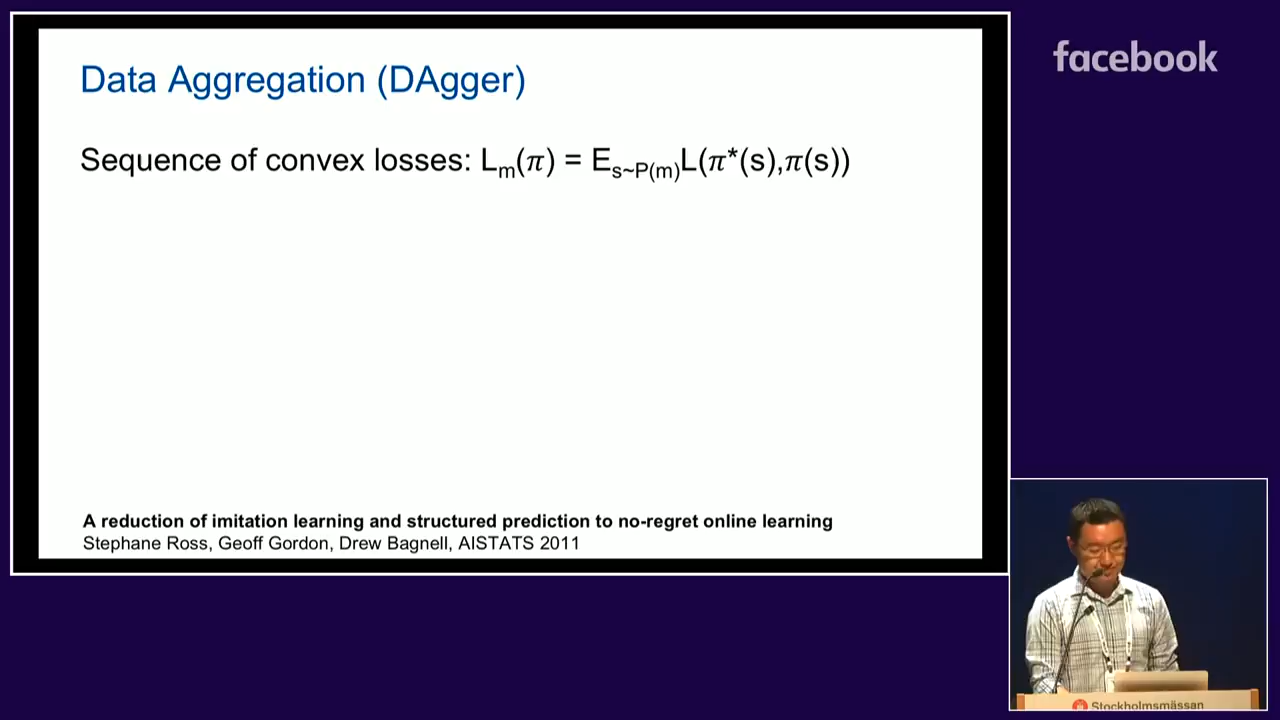 Data Aggregation (DAgger)
Sequence of convex losses: Lm(π) = Es~P(m)L(π*(s),π(s))
A reduction of imitation learning and structured prediction to no-regret online learning
Stephane Ross, Geoff Gordon, Drew Bagnell, AISTATS 2011
facebook
Stockholmsmässan